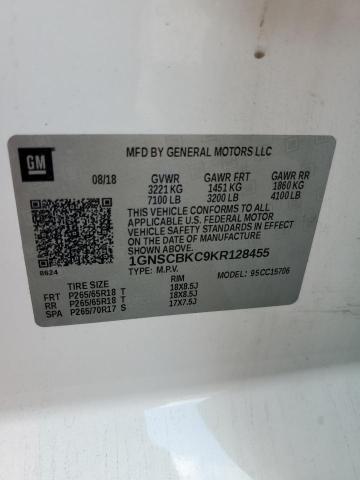 GM
MFD BY GENERAL MOTORS LLC
08/18 GVWR GAWR FRT GAWR RR
3221 KG 1451 KG 1860 KG
7100 LB 3200 LB 4100 LB
THIS VEHICLE CONFORMS TO ALL
APPLICABLE U.S. FEDERAL MOTOR
VEHICLE SAFETY STANDARDS IN
EFFECT ON THE DATE OF MANUFACTURE
SHOWN ABOVE.
8624 1GNSCBKC9KR128455
TYPE: M.P.V. MODEL: 95 CC15706
TIRE SIZE RIM
FRT P265/65R18 T 18X8.5J
RR P265/65R18 T 18X8.5J
SPA P265/70R17 S 17X7.5J